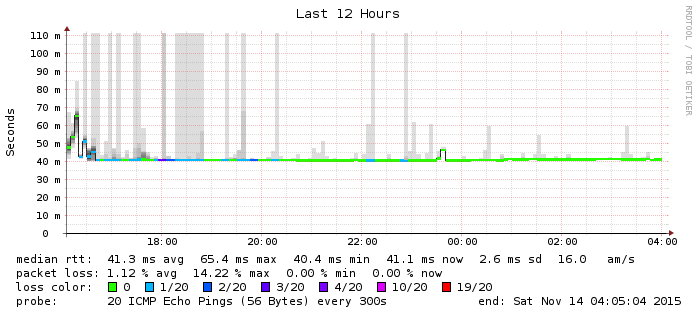 Last 12 Hours
RRDTOOL / TOBI OETIKER
Seconds
110 m
100 m
90 m
80 m
70 m
60 m
50 m
40 m
30 m
20 m
10 m
0
18:00 20:00 22:00 00:00 02:00 04:00
median rtt: 41.3 ms avg 65.4 ms max 40.4 ms min 41.1 ms now 2.6 ms sd 16.0 am/s
packet loss: 1.12 % avg 14.22 % max 0.00 % min 0.00 % now
loss color: 0 1/20 2/20 3/20 4/20 10/20 19/20
probe: 20 ICMP Echo Pings (56 Bytes) every 300s end: Sat Nov 14 04:05:04 2015